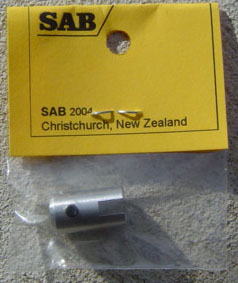 SAB/
SAB 2004
Christchurch, New Zealand